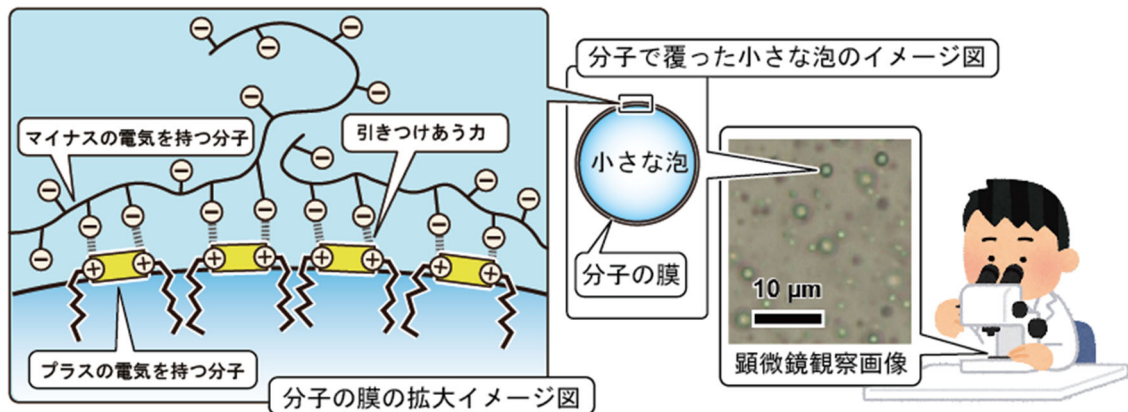 マイナスの電気を持つ分子
引きつけあう力
プラスの電気を持つ分子
分子の膜の拡大イメージ図
分子で覆った小さな泡のイメージ図
小さな泡
分子の膜
10 μm
顕微鏡観察画像